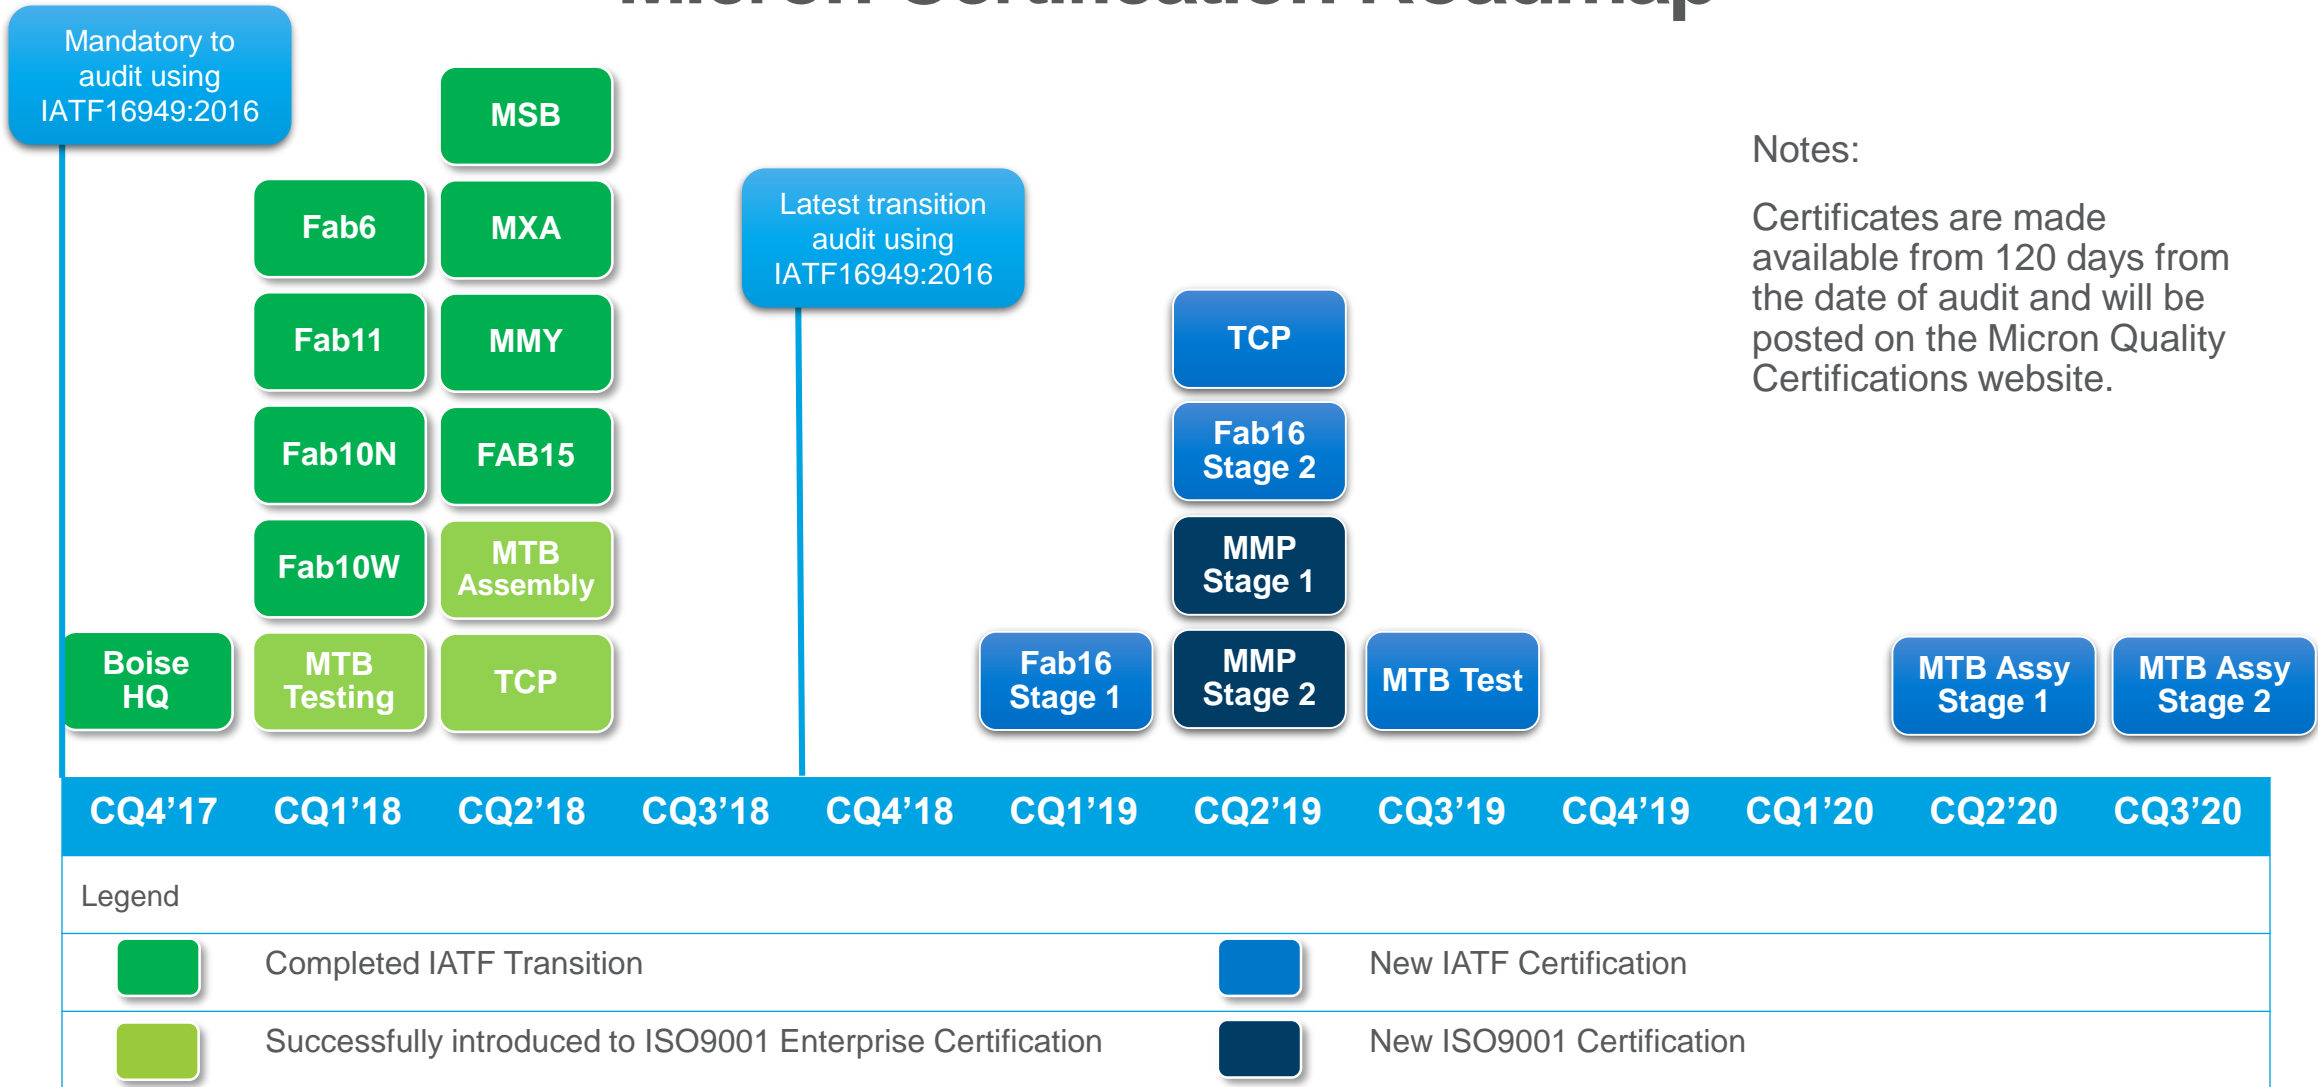 Micron Certification Roadmap
Mandatory to
audit using
IATF16949:2016
MSB
Fab6
MXA
Latest transition
audit using
IATF16949:2016
Notes:
Certificates are made
available from 120 days from
the date of audit and will be
posted on the Micron Quality
Certifications website.
Fab11
MMY
TCP
Fab10N
FAB15
Fab16
Stage 2
Fab10W
MTB
Assembly
MMP
Stage 1
Boise
HQ
MTB
Testing
TCP
Fab16
Stage 1
MMP
Stage 2
MTB Test
MTB Assy
Stage 1
MTB Assy
Stage 2
CQ4’17 CQ1’18 CQ2’18 CQ3’18 CQ4’18 CQ1’19 CQ2’19 CQ3’19 CQ4’19 CQ1’20 CQ2’20 CQ3’20
Legend
Completed IATF Transition
New IATF Certification
Successfully introduced to ISO9001 Enterprise Certification
New ISO9001 Certification